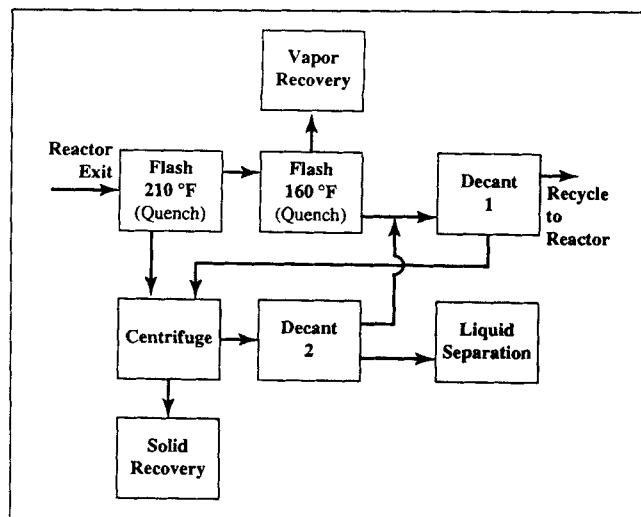 Vapor
Recovery
Reactor
Exit
Flash
210 °F
(Quench)
Flash
160 °F
(Quench)
Decant
1
Recycle
to
Reactor
Centrifuge
Decant
2
Liquid
Separation
Solid
Recovery